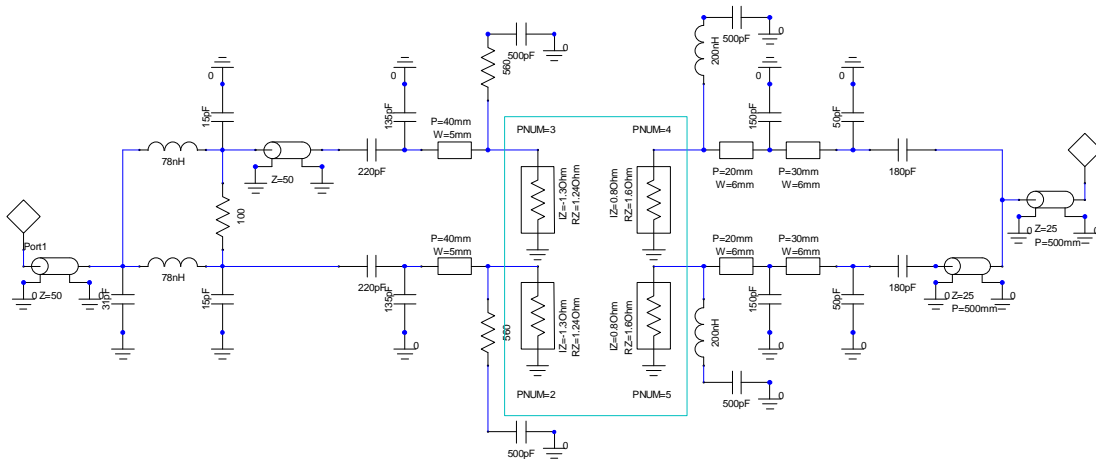 0
15pF
78nH
31pF
Port1
0
Z=50
0
78nH
15pF
100
Z=50
220pF
0
135pF
P=40mm
W=5mm
560
500pF
0
PNUM=3
IZ=-1.3Ohm
RZ=1.24Ohm
PNUM=4
IZ=0.8Ohm
RZ=1.6Ohm
200nH
500pF
0
0
150pF
0
50pF
P=20mm
W=6mm
P=30mm
W=6mm
180pF
0
0
Z=25
P=500mm
220pF
135pF
0
P=40mm
W=5mm
560
500pF
0
IZ=-1.3Ohm
RZ=1.24Ohm
PNUM=2
IZ=0.8Ohm
RZ=1.6Ohm
PNUM=5
P=20mm
W=6mm
P=30mm
W=6mm
200nH
150pF
50pF
0
180pF
0
0
Z=25
P=500mm
500pF
0